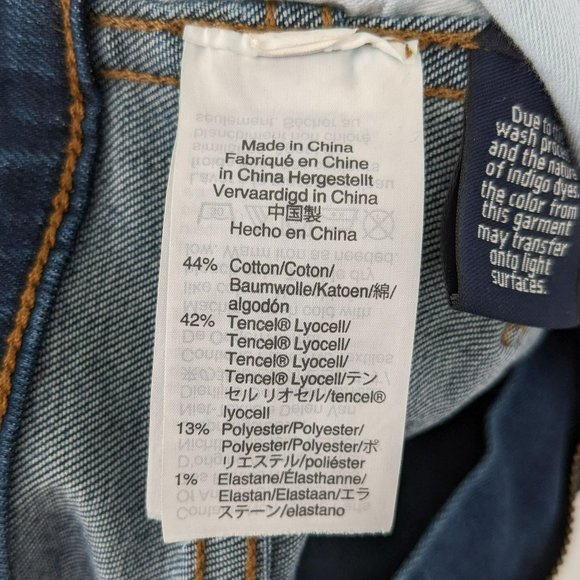 Made in China
Fabriqué en Chine
in China Hergestellt
Vervaardigd in China
中国製
Hecho en China
44% Cotton/Coton/
Baumwolle/Katoen/綿/
algodón
42% Tencel® Lyocell/
Tencel® Lyocell/
Tencel® Lyocell/
Tencel® Lyocell/テン
セル リオセル/tencel®
lyocell
13% Polyester/Polyester/
Polyester/Polyester/ポ
リエステル/poliéster
1% Elastane/Élasthanne/
Elastan/Elastaan/エラ
ステーン/elastano
Due to
wash process
and the nature
of indigo dyes
the color from
this garment
may transfer
onto light
surfaces.